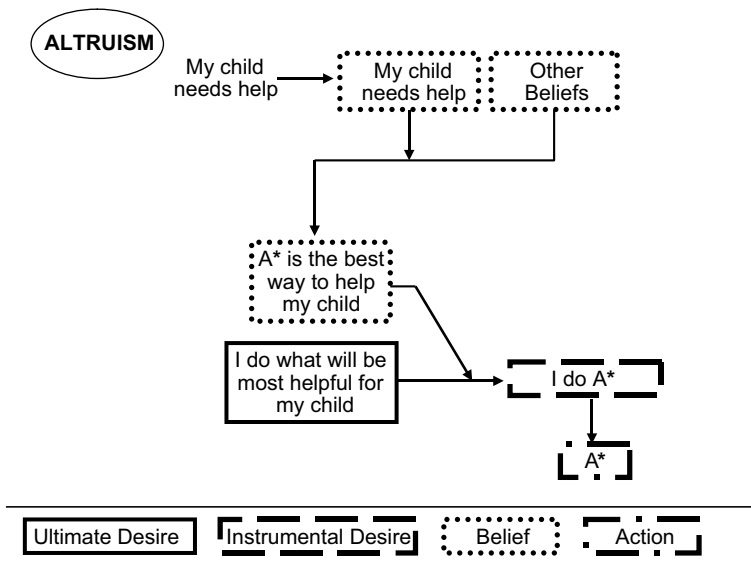 ALTRUISM
My child
needs help
My child
needs help
Other
Beliefs
A* is the best
way to help
my child
I do what will be
most helpful for
my child
I do A*
A*
Ultimate Desire
Instrumental Desire
Belief
Action